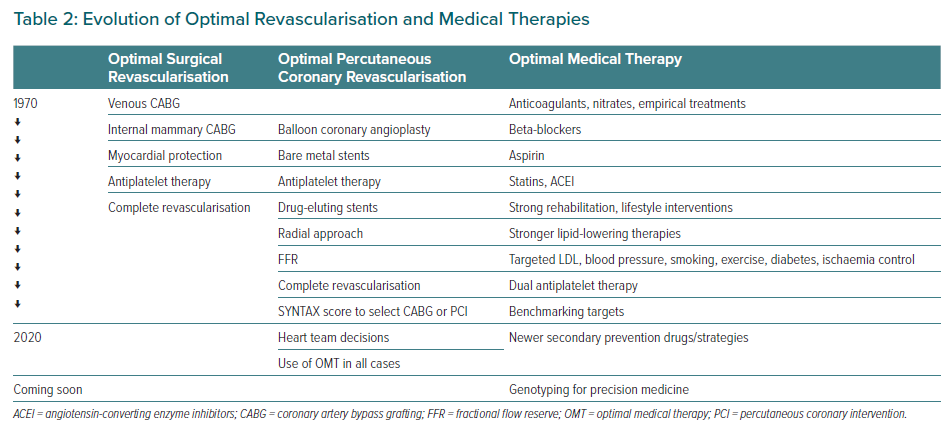 Table 2: Evolution of Optimal Revascularisation and Medical Therapies
Optimal Surgical Revascularisation | Optimal Percutaneous Coronary Revascularisation | Optimal Medical Therapy
1970 | Venous CABG | | Anticoagulants, nitrates, empirical treatments
Internal mammary CABG | Balloon coronary angioplasty | Beta-blockers
Myocardial protection | Bare metal stents | Aspirin
Antiplatelet therapy | Antiplatelet therapy | Statins, ACEI
Complete revascularisation | Drug-eluting stents | Strong rehabilitation, lifestyle interventions
Radial approach | Stronger lipid-lowering therapies
FFR | Targeted LDL, blood pressure, smoking, exercise, diabetes, ischaemia control
Complete revascularisation | Dual antiplatelet therapy
SYNTAX score to select CABG or PCI | Benchmarking targets
2020 | | Heart team decisions | Newer secondary prevention drugs/strategies
Use of OMT in all cases
Coming soon | | | Genotyping for precision medicine
ACEI = angiotensin-converting enzyme inhibitors; CABG = coronary artery bypass grafting; FFR = fractional flow reserve; OMT = optimal medical therapy; PCI = percutaneous coronary intervention.